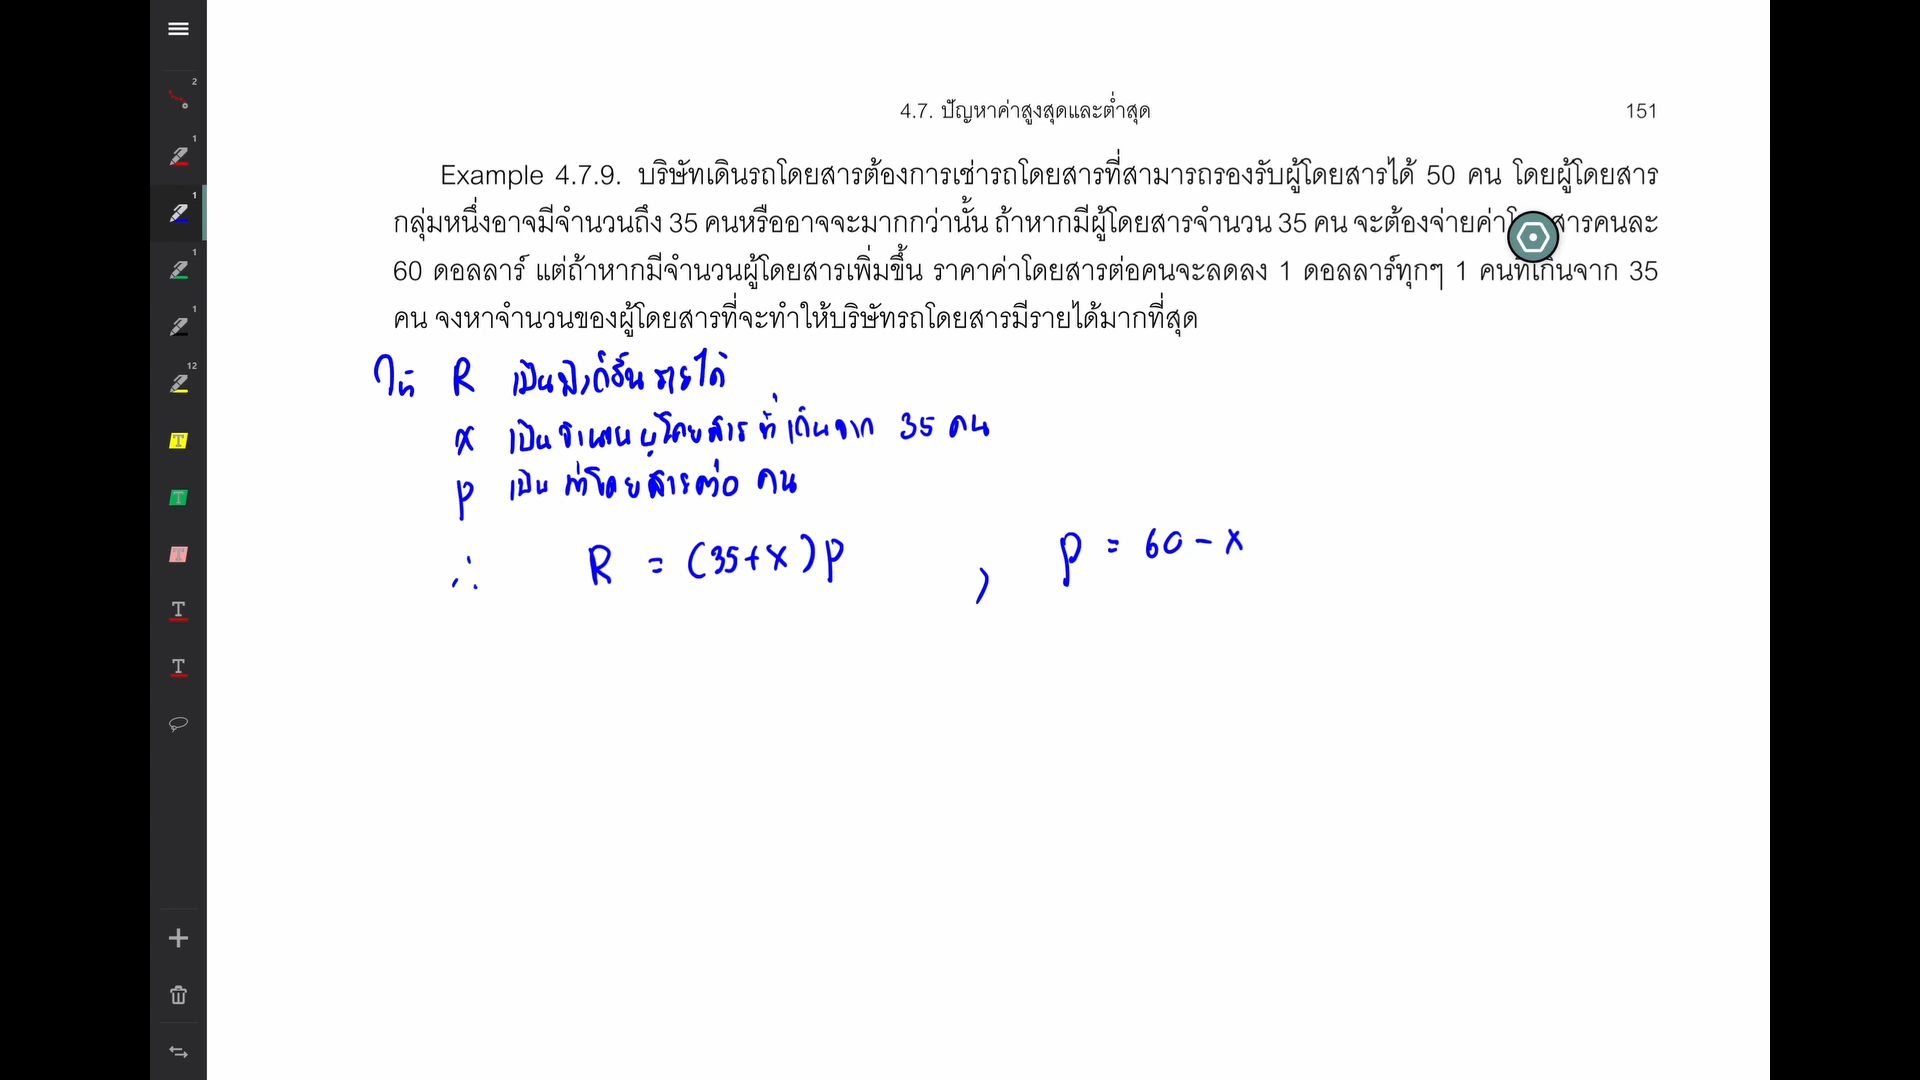 4.7. ปัญหาค่าสูงสุดและต่ำสุด 151
Example 4.7.9. บริษัทเดินรถโดยสารต้องการเช่ารถโดยสารที่สามารถรองรับผู้โดยสารได้ 50 คน โดยผู้โดยสาร
กลุ่มหนึ่งอาจมีจำนวนถึง 35 คนหรืออาจจะมากกว่านั้น ถ้าหากมีผู้โดยสารจำนวน 35 คน จะต้องจ่ายค่าโดยสารคนละ
60 ดอลลาร์ แต่ถ้าหากมีจำนวนผู้โดยสารเพิ่มขึ้น ราคาค่าโดยสารต่อคนจะลดลง 1 ดอลลาร์ทุกๆ 1 คนที่เกินจาก 35
คน จงหาจำนวนของผู้โดยสารที่จะทำให้บริษัทรถโดยสารมีรายได้มากที่สุด
ให้ R เป็นฟังก์ชันรายได้
x เป็นจำนวนผู้โดยสารที่เกินจาก 35 คน
p เป็นค่าโดยสารต่อคน
∴ R = (35+x)p , p = 60-x
2
1
1
1
1
12
T
T
T
T
T